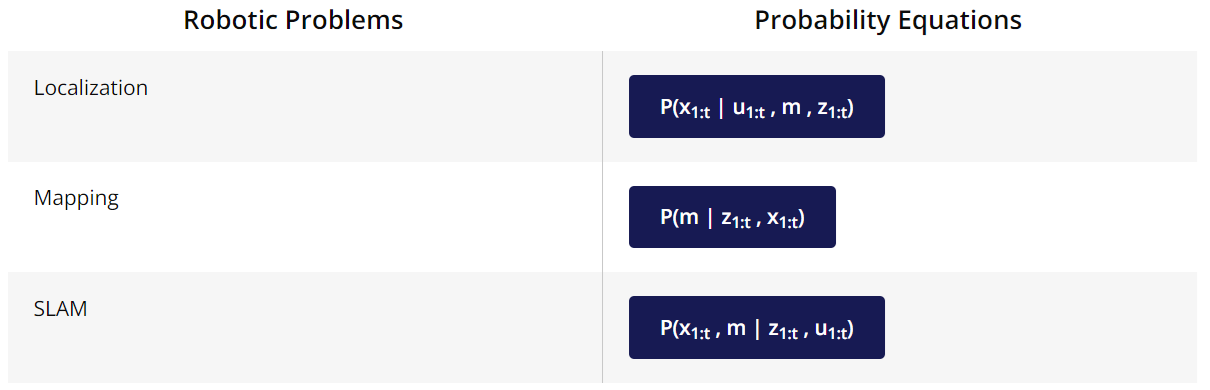 Robotic Problems Probability Equations
Localization P(x1:t | u1:t , m , z1:t)
Mapping P(m | z1:t , x1:t)
SLAM P(x1:t , m | z1:t , u1:t)